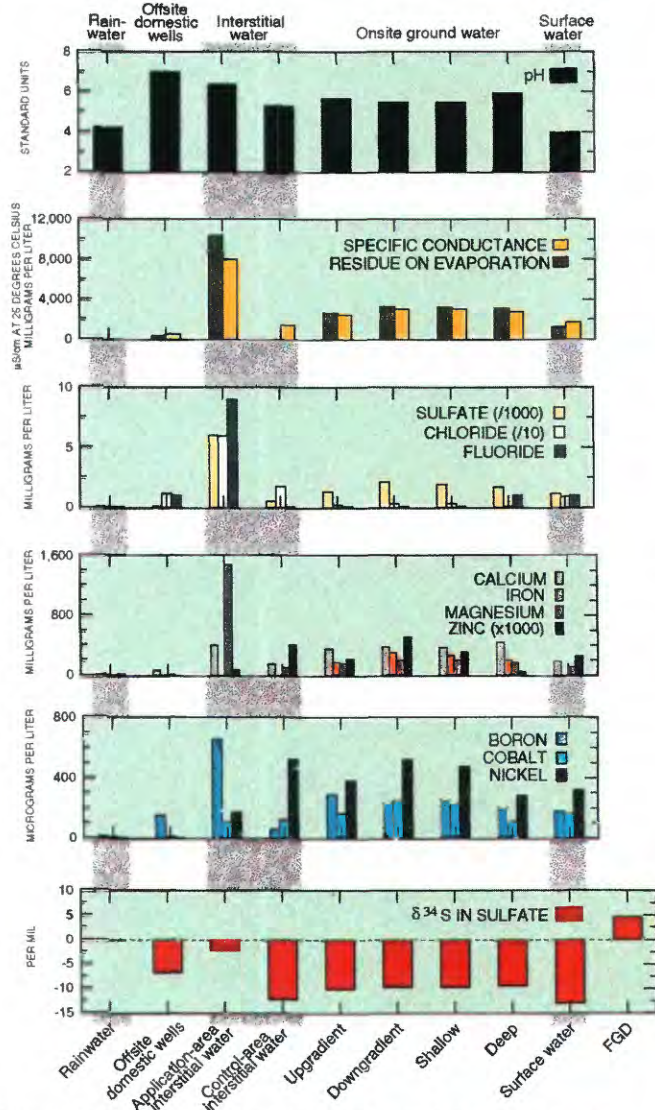 Rain-
water
Offsite
domestic
wells
Interstitial
water
Onsite ground water
Surface
water
STANDARD UNITS
8
6
4
2
pH
µS/cm AT 25 DEGREES CELSIUS
MILLIGRAMS PER LITER
12,000
8,000
4,000
0
SPECIFIC CONDUCTANCE
RESIDUE ON EVAPORATION
MILLIGRAMS PER LITER
10
5
0
SULFATE (/1000)
CHLORIDE (/10)
FLUORIDE
MILLIGRAMS PER LITER
1,600
800
0
CALCIUM
IRON
MAGNESIUM
ZINC (x1000)
MICROGRAMS PER LITER
800
400
0
BORON
COBALT
NICKEL
PER MIL
10
5
0
-5
-10
-15
δ 34 S IN SULFATE
Rainwater
Offsite
domestic wells
Application-area
interstitial water
Control-area
interstitial water
Upgradient
Downgradient
Shallow
Deep
Surface water
FGD